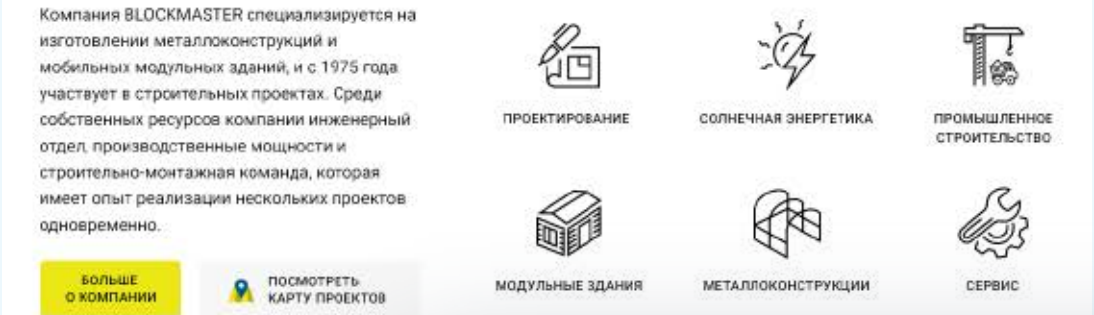 Компания BLOCKMASTER специализируется на
изготовлении металлоконструкций и
мобильных модульных зданий, и с 1975 года
участвует в строительных проектах. Среди
собственных ресурсов компании инженерный
отдел, производственные мощности и
строительно-монтажная команда, которая
имеет опыт реализации нескольких проектов
одновременно.
БОЛЬШЕ
О КОМПАНИИ
ПОСМОТРЕТЬ
КАРТУ ПРОЕКТОВ
ПРОЕКТИРОВАНИЕ
СОЛНЕЧНАЯ ЭНЕРГЕТИКА
ПРОМЫШЛЕННОЕ
СТРОИТЕЛЬСТВО
МОДУЛЬНЫЕ ЗДАНИЯ
МЕТАЛЛОКОНСТРУКЦИИ
СЕРВИС